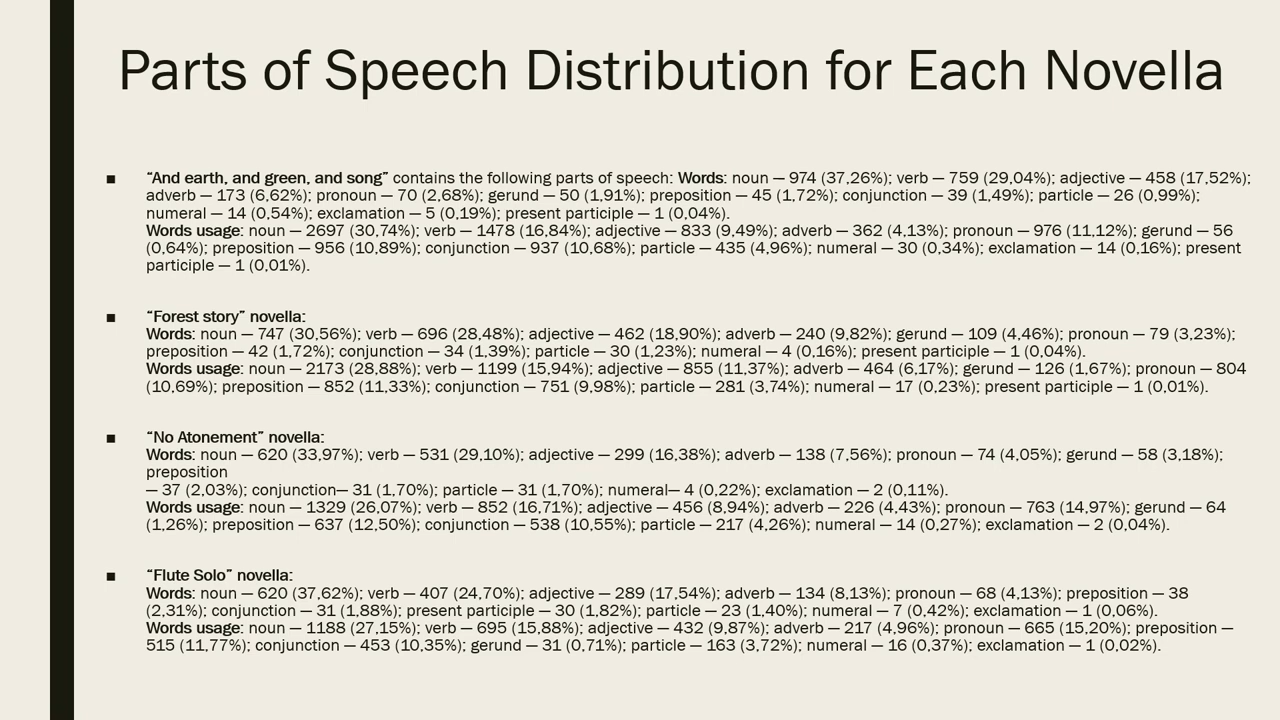 Parts of Speech Distribution for Each Novella
▪ “And earth, and green, and song” contains the following parts of speech: Words: noun — 974 (37,26%); verb — 759 (29,04%); adjective — 458 (17,52%);
adverb — 173 (6,62%); pronoun — 70 (2,68%); gerund — 50 (1,91%); preposition — 45 (1,72%); conjunction — 39 (1,49%); particle — 26 (0,99%);
numeral — 14 (0,54%); exclamation — 5 (0,19%); present participle — 1 (0,04%).
Words usage: noun — 2697 (30,74%); verb — 1478 (16,84%); adjective — 833 (9,49%); adverb — 362 (4,13%); pronoun — 976 (11,12%); gerund — 56
(0,64%); preposition — 956 (10,89%); conjunction — 937 (10,68%); particle — 435 (4,96%); numeral — 30 (0,34%); exclamation — 14 (0,16%); present
participle — 1 (0,01%).
▪ “Forest story” novella:
Words: noun — 747 (30,56%); verb — 696 (28,48%); adjective — 462 (18,90%); adverb — 240 (9,82%); gerund — 109 (4,46%); pronoun — 79 (3,23%);
preposition — 42 (1,72%); conjunction — 34 (1,39%); particle — 30 (1,23%); numeral — 4 (0,16%); present participle — 1 (0,04%).
Words usage: noun — 2173 (28,88%); verb — 1199 (15,94%); adjective — 855 (11,37%); adverb — 464 (6,17%); gerund — 126 (1,67%); pronoun — 804
(10,69%); preposition — 852 (11,33%); conjunction — 751 (9,98%); particle — 281 (3,74%); numeral — 17 (0,23%); present participle — 1 (0,01%).
▪ “No Atonement” novella:
Words: noun — 620 (33,97%); verb — 531 (29,10%); adjective — 299 (16,38%); adverb — 138 (7,56%); pronoun — 74 (4,05%); gerund — 58 (3,18%);
preposition
— 37 (2,03%); conjunction— 31 (1,70%); particle — 31 (1,70%); numeral— 4 (0,22%); exclamation — 2 (0,11%).
Words usage: noun — 1329 (26,07%); verb — 852 (16,71%); adjective — 456 (8,94%); adverb — 226 (4,43%); pronoun — 763 (14,97%); gerund — 64
(1,26%); preposition — 637 (12,50%); conjunction — 538 (10,55%); particle — 217 (4,26%); numeral — 14 (0,27%); exclamation — 2 (0,04%).
▪ “Flute Solo” novella:
Words: noun — 620 (37,62%); verb — 407 (24,70%); adjective — 289 (17,54%); adverb — 134 (8,13%); pronoun — 68 (4,13%); preposition — 38
(2,31%); conjunction — 31 (1,88%); present participle — 30 (1,82%); particle — 23 (1,40%); numeral — 7 (0,42%); exclamation — 1 (0,06%).
Words usage: noun — 1188 (27,15%); verb — 695 (15,88%); adjective — 432 (9,87%); adverb — 217 (4,96%); pronoun — 665 (15,20%); preposition —
515 (11,77%); conjunction — 453 (10,35%); gerund — 31 (0,71%); particle — 163 (3,72%); numeral — 16 (0,37%); exclamation — 1 (0,02%).